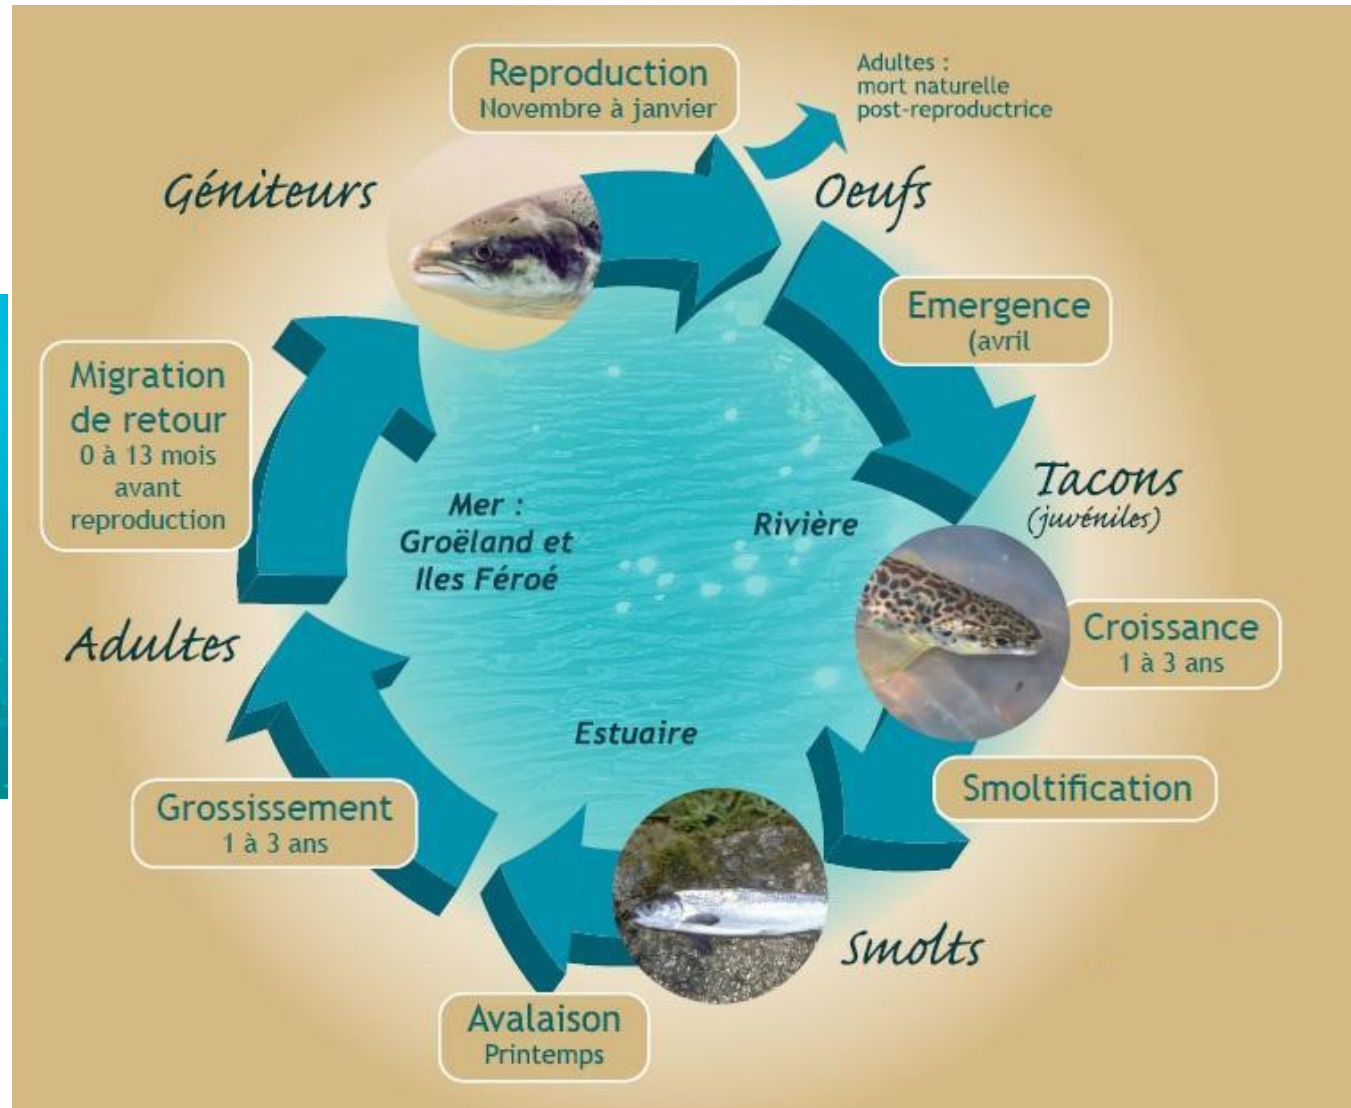 Reproduction
Novembre à janvier
Adultes :
mort naturelle
post-reproductrice
Géniteurs
Oeufs
Emergence
(avril
Migration
de retour
0 à 13 mois
avant
reproduction
Tacons
(juvéniles)
Mer :
Groëland et
Iles Féroé
Rivière
Croissance
1 à 3 ans
Adultes
Estuaire
Smoltification
Grossissement
1 à 3 ans
Smolts
Avalaison
Printemps